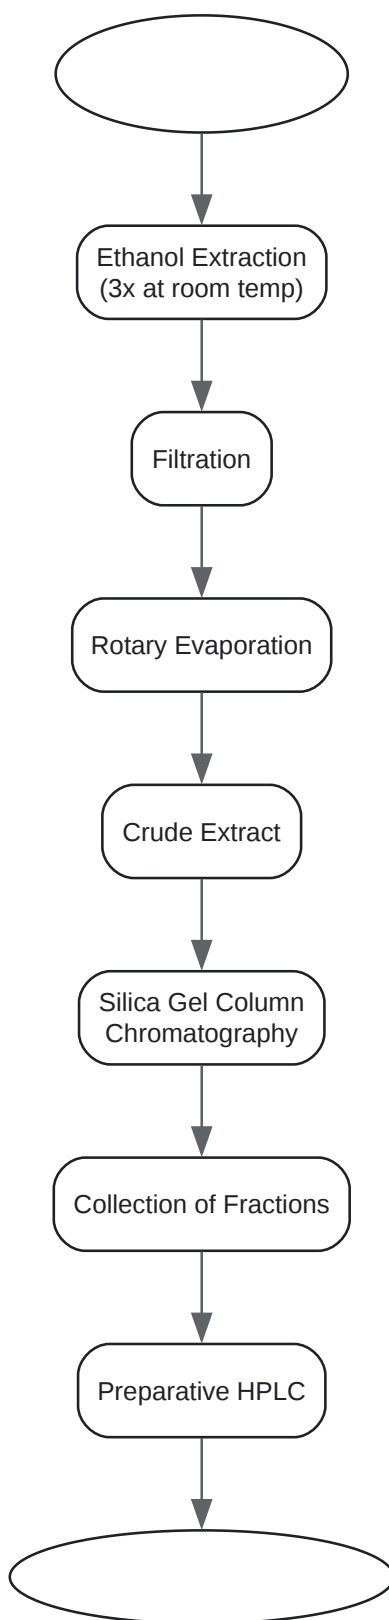 Ethanol Extraction
(3x at room temp)
Filtration
Rotary Evaporation
Crude Extract
Silica Gel Column
Chromatography
Collection of Fractions
Preparative HPLC